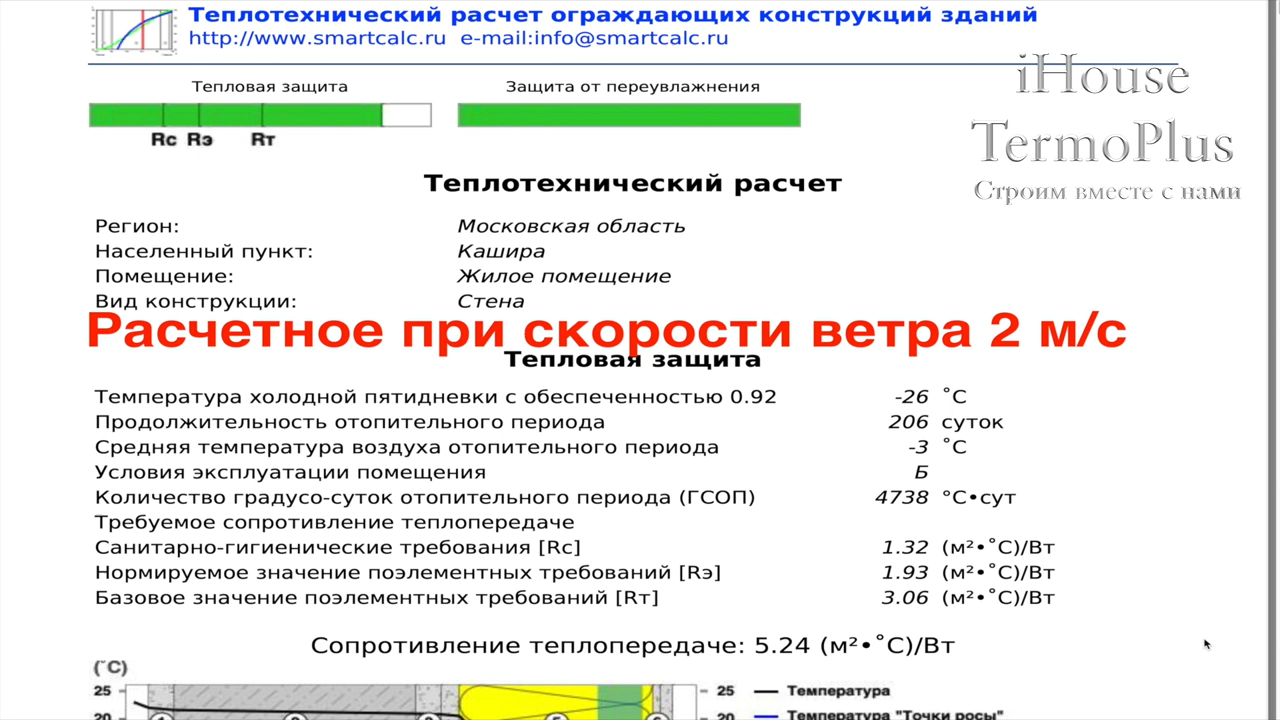 Теплотехнический расчет ограждающих конструкций зданий
http://www.smartcalc.ru e-mail:info@smartcalc.ru
Тепловая защита
Защита от переувлажнения
Rс Rэ Rт
iHouse
TermoPlus
Строим вместе с нами
Теплотехнический расчет
Регион: Московская область
Населенный пункт: Кашира
Помещение: Жилое помещение
Вид конструкции: Стена
Расчетное при скорости ветра 2 м/с
Тепловая защита
Температура холодной пятидневки с обеспеченностью 0.92 -26 ˚С
Продолжительность отопительного периода 206 суток
Средняя температура воздуха отопительного периода -3 ˚С
Условия эксплуатации помещения Б
Количество градусо-суток отопительного периода (ГСОП) 4738 °С•сут
Требуемое сопротивление теплопередаче
Санитарно-гигиенические требования [Rс] 1.32 (м²•˚С)/Вт
Нормируемое значение поэлементных требований [Rэ] 1.93 (м²•˚С)/Вт
Базовое значение поэлементных требований [Rт] 3.06 (м²•˚С)/Вт
Сопротивление теплопередаче: 5.24 (м²•˚С)/Вт
(˚С)
25 25 Температура
20 20 Температура "Точки росы"